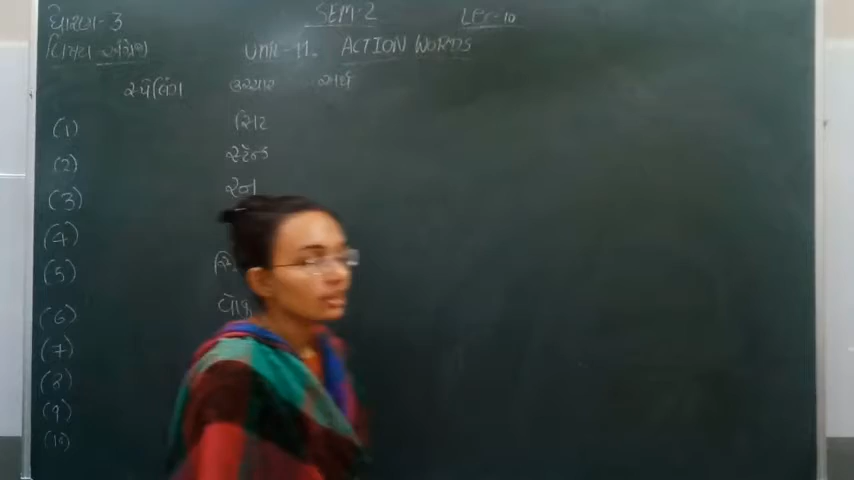 ધોરણ-3 SEM-2 LEC-10
વિષય-અંગ્રેજી Unit-11. ACTION WORDS
સ્પેલિંગ ઉચ્ચાર અર્થ
(1) સિટ
(2) સ્ટેન્ડ
(3) રન
(4)
(5)
(6)
(7)
(8)
(9)
(10)